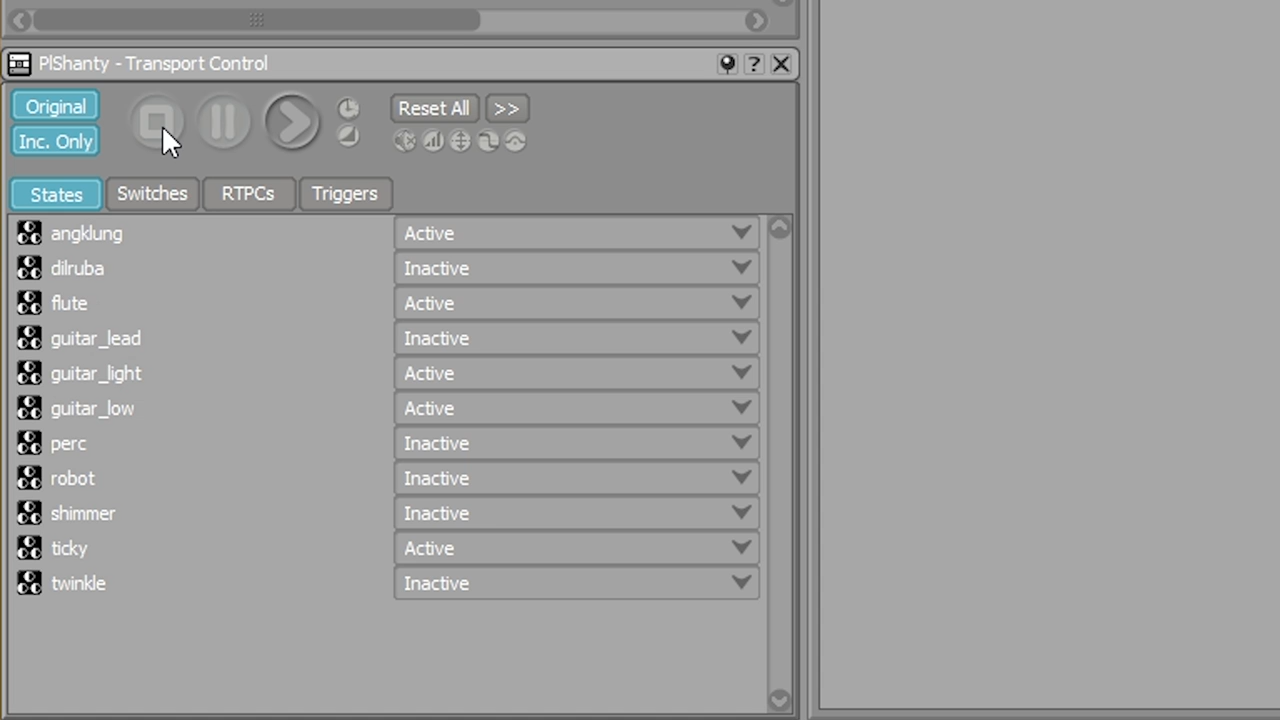 PlShanty - Transport Control
?
Original
Inc. Only
Reset All >>
States Switches RTPCs Triggers
angklung Active
dilruba Inactive
flute Active
guitar_lead Inactive
guitar_light Active
guitar_low Active
perc Inactive
robot Inactive
shimmer Inactive
ticky Active
twinkle Inactive